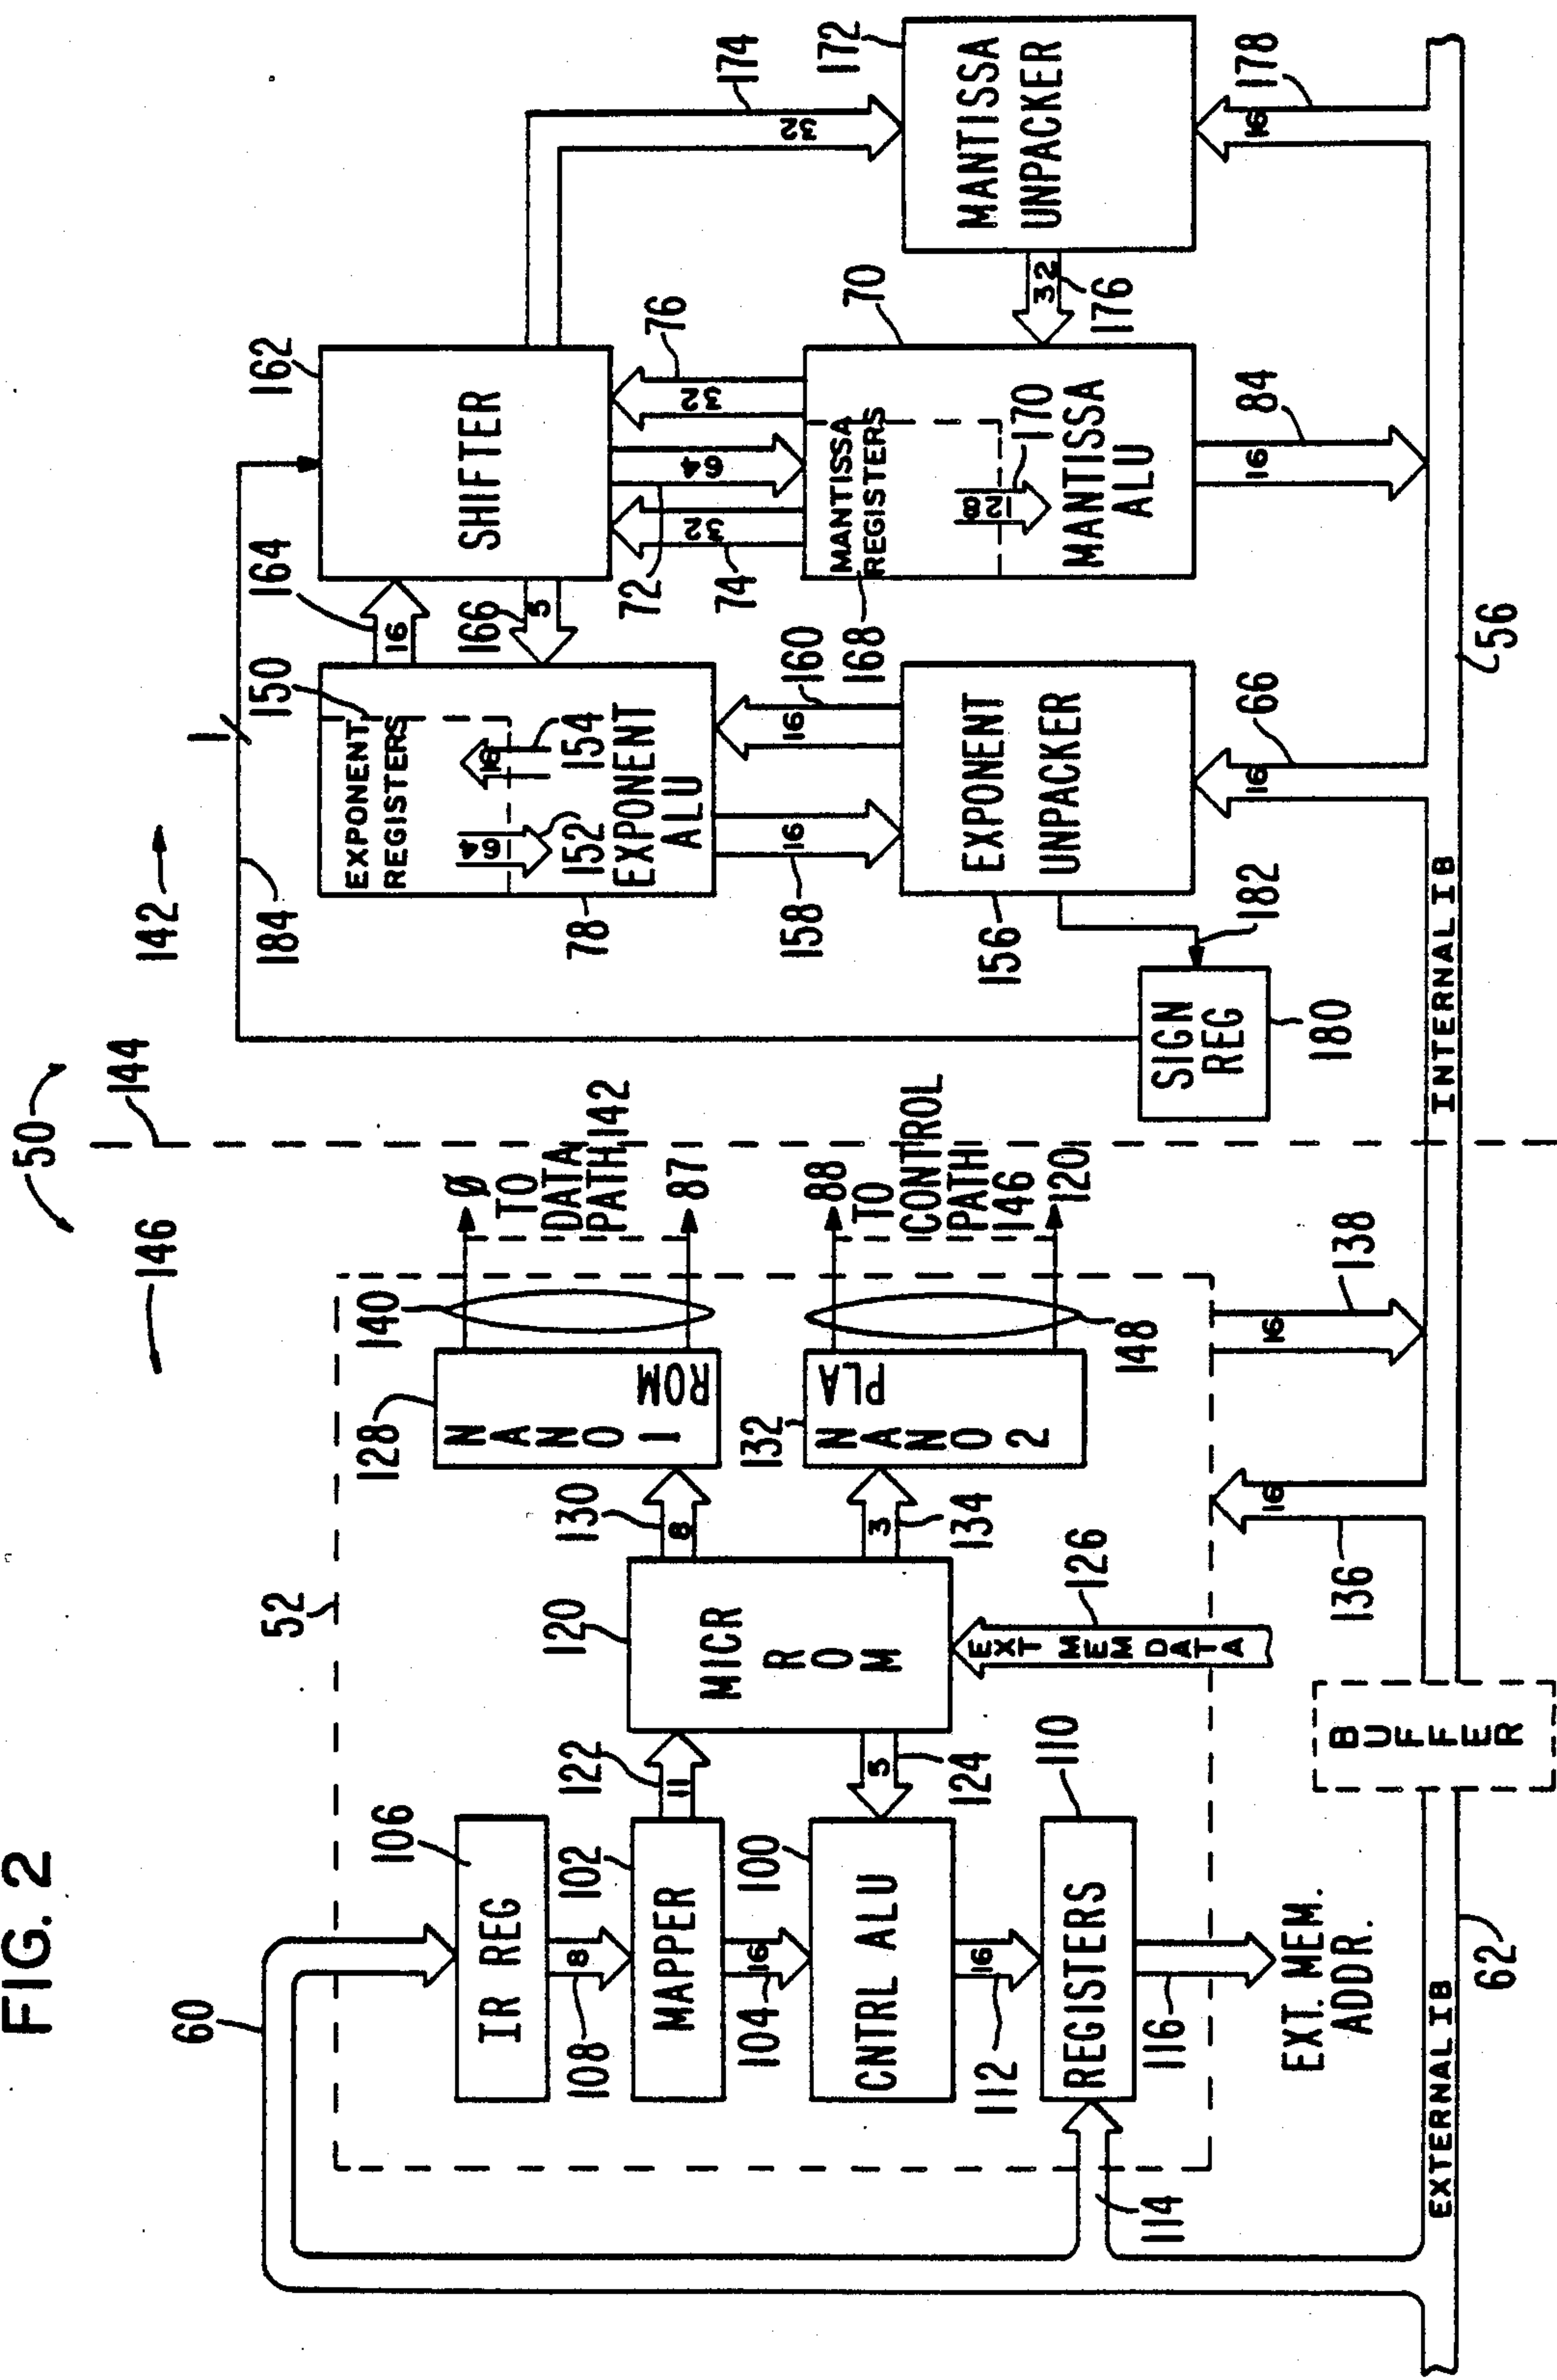 FIG. 2
50
146
144
142
60
52
106
IR REG
108
8
102
MAPPER
104
16
100
CNTRL ALU
112
16
110
REGISTERS
114
116
EXT. MEM.
ADDR.
122
11
120
MICR
ROM
124
5
126
EXT MEM DATA
130
8
134
3
128
NANO 1
ROM
132
NANO 2
PLA
140
148
Ø
TO
DATA
PATH 142
87
88
TO
CONTROL
PATH
146
120
136
16
138
16
184
1
150
EXPONENT
REGISTERS
64
152
16
154
EXPONENT
ALU
78
164
16
166
5
162
SHIFTER
72
64
74
32
76
32
174
32
158
16
160
16
156
EXPONENT
UNPACKER
182
SIGN
REG
180
66
16
168
MANTISSA
REGISTERS
128
170
MANTISSA
ALU
70
84
16
172
MANTISSA
UNPACKER
176
32
178
16
EXTERNAL IB
62
BUFFER
INTERNAL IB
56